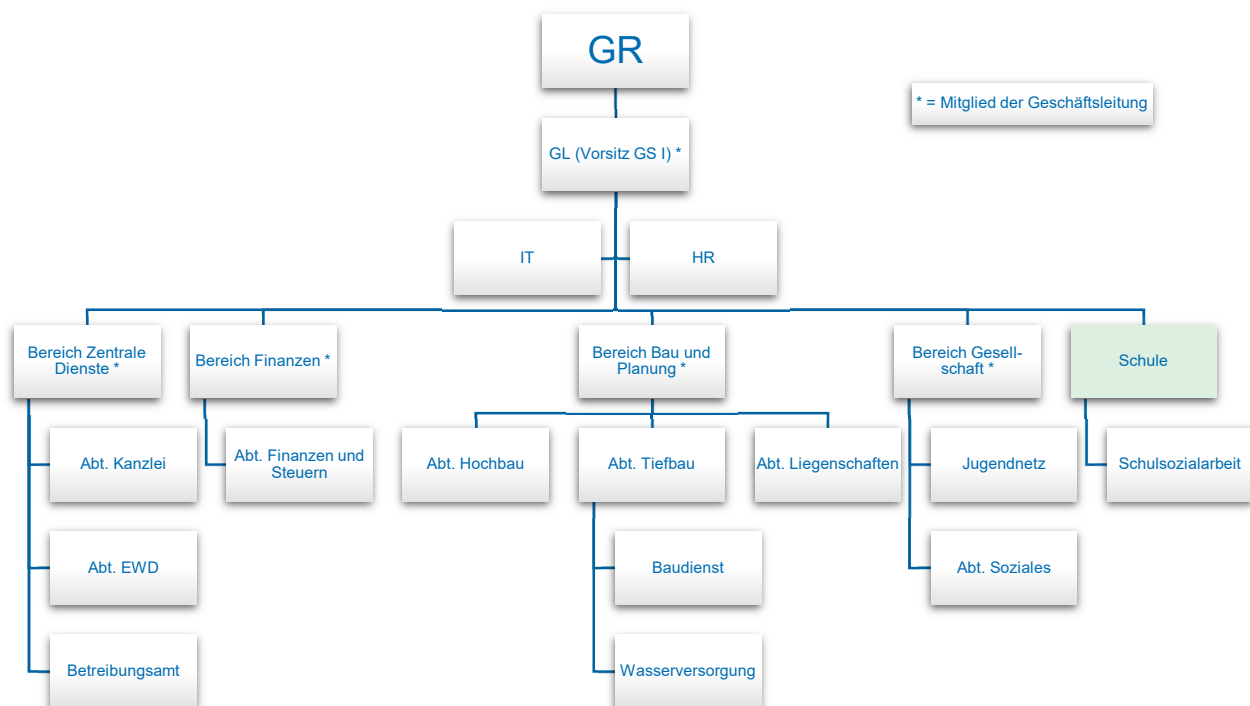 GR
* = Mitglied der Geschäftsleitung
GL (Vorsitz GS I) *
IT
HR
Bereich Zentrale
Dienste *
Bereich Finanzen *
Bereich Bau und
Planung *
Bereich Gesell-
schaft *
Schule
Abt. Kanzlei
Abt. Finanzen und
Steuern
Abt. Hochbau
Abt. Tiefbau
Abt. Liegenschaften
Jugendnetz
Schulsozialarbeit
Abt. EWD
Baudienst
Abt. Soziales
Betreibungsamt
Wasserversorgung